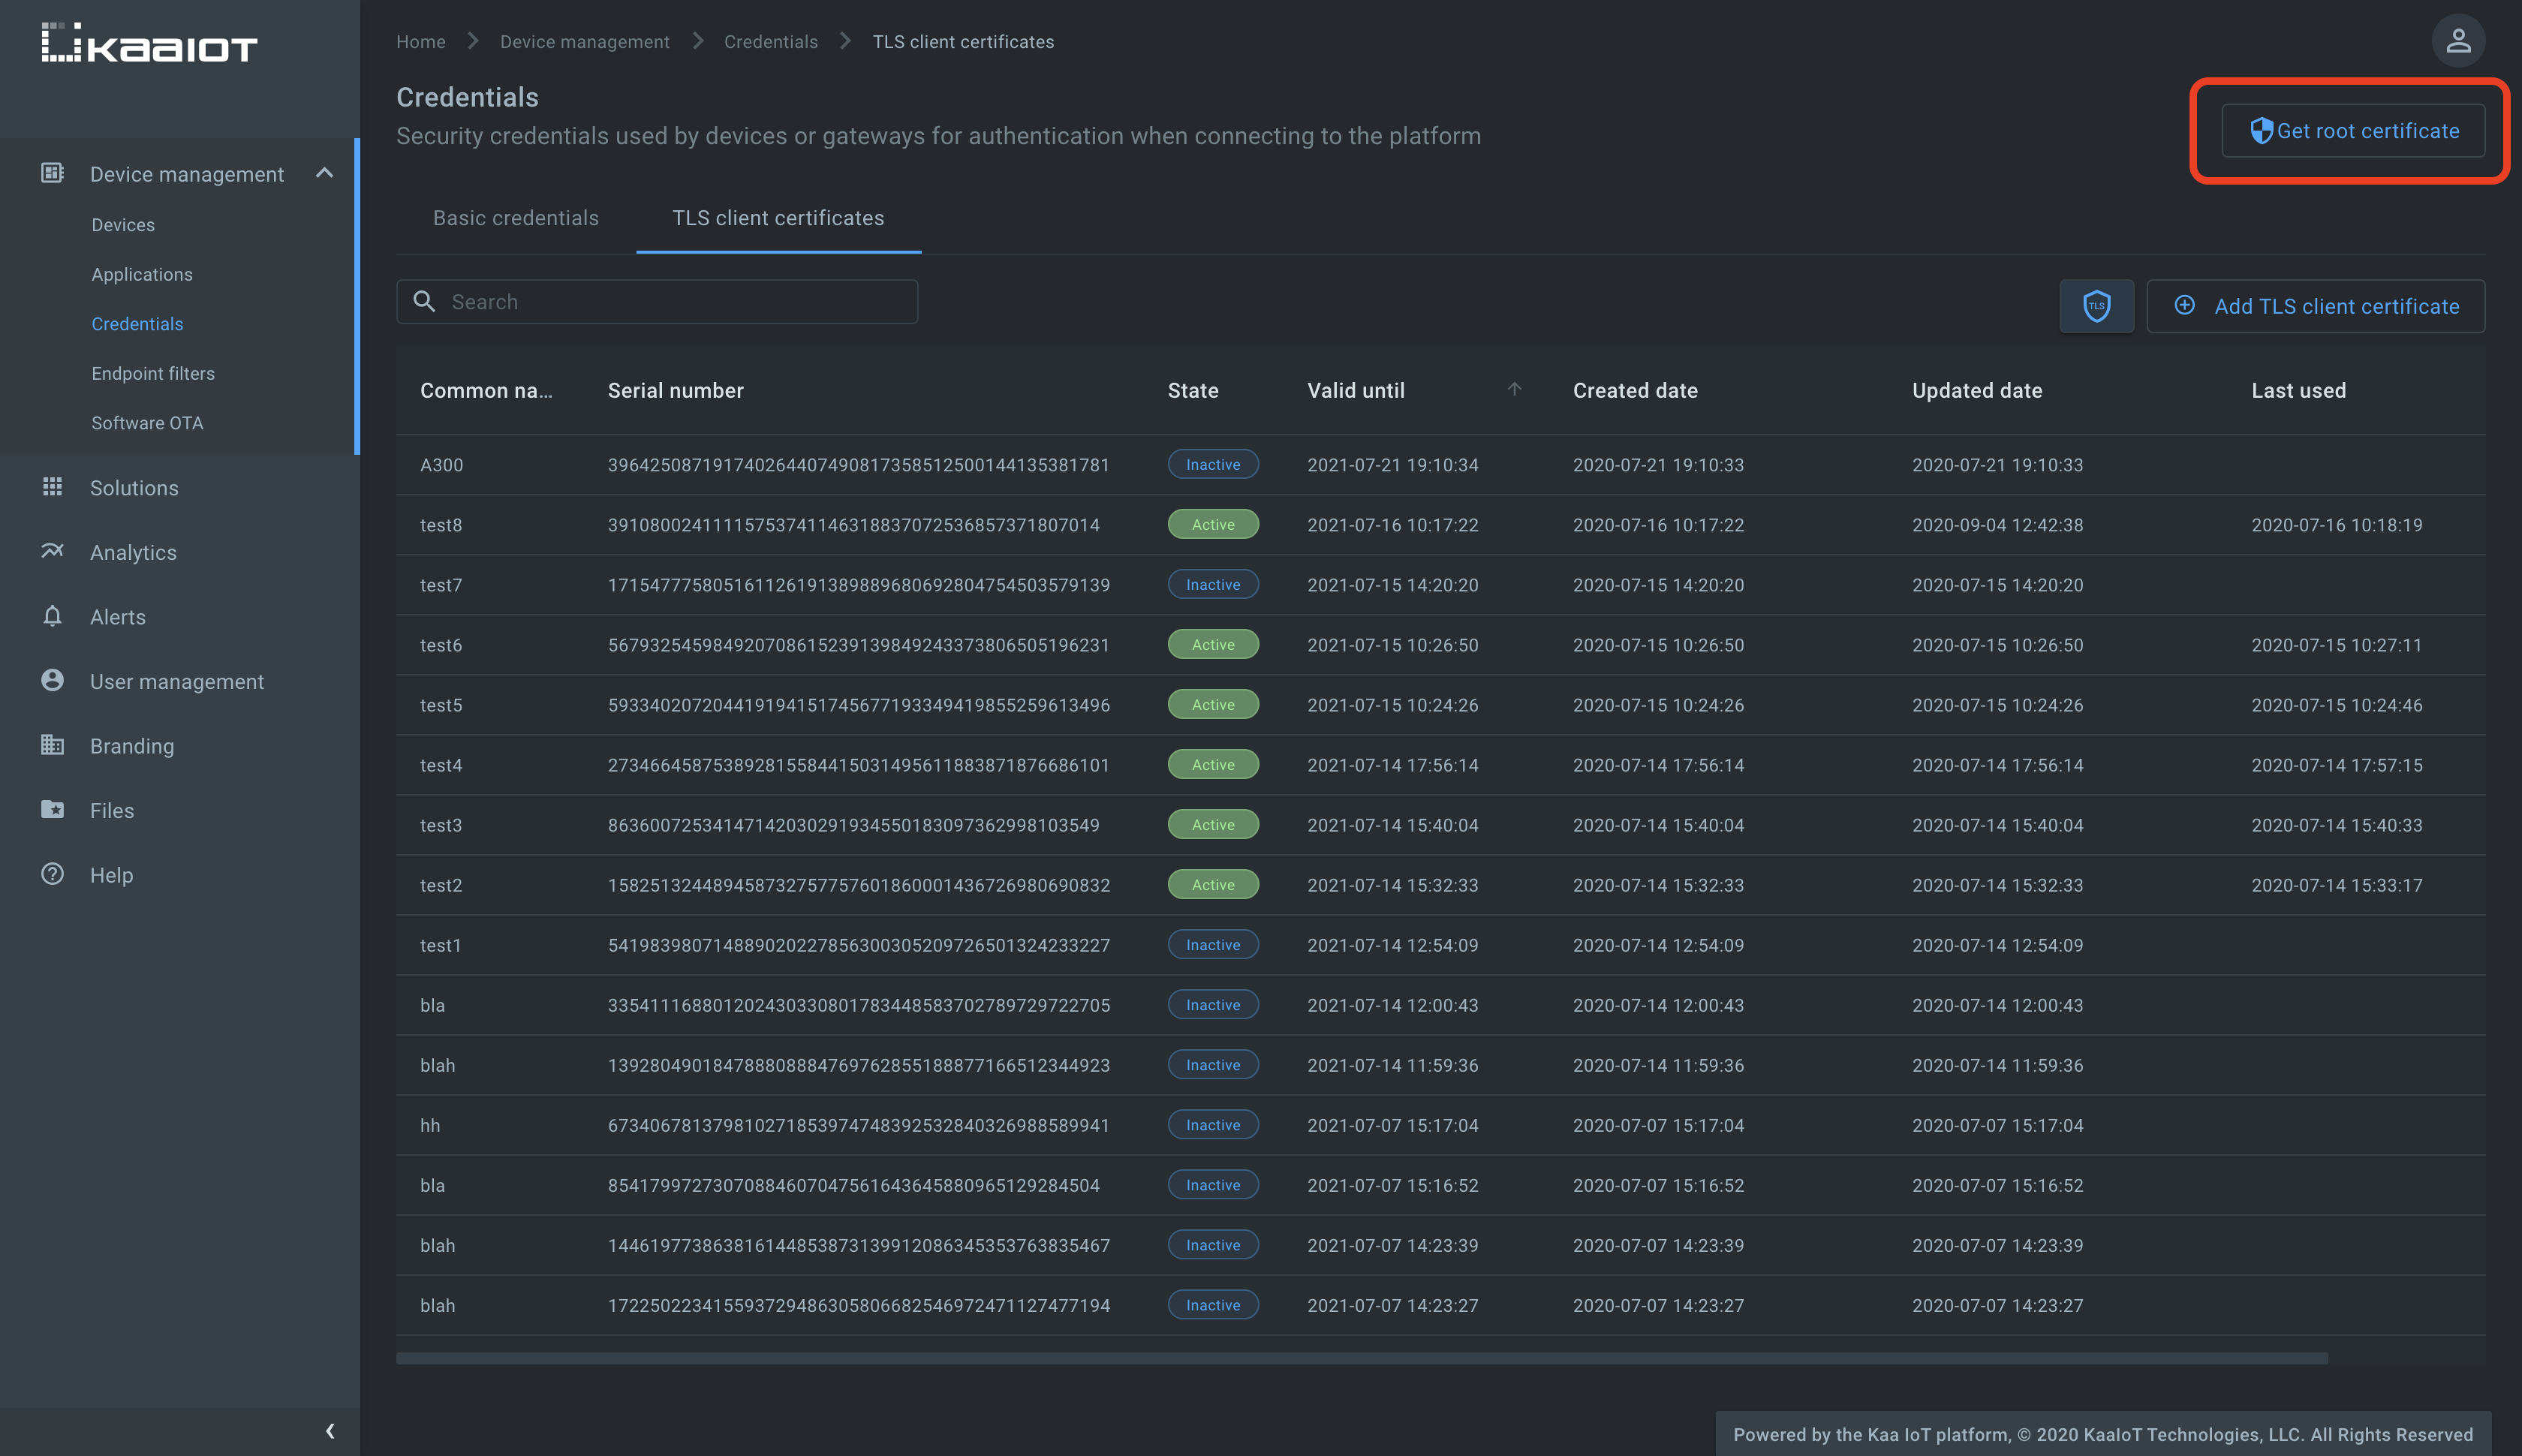 KaaIoT
Home > Device management > Credentials > TLS client certificates
Credentials
Security credentials used by devices or gateways for authentication when connecting to the platform
Get root certificate
Device management
Devices
Applications
Credentials
Endpoint filters
Software OTA
Solutions
Analytics
Alerts
User management
Branding
Files
Help
Basic credentials TLS client certificates
Search
TLS
Add TLS client certificate
Common na... Serial number State Valid until Created date Updated date Last used
A300 396425087191740264407490817358512500144135381781 Inactive 2021-07-21 19:10:34 2020-07-21 19:10:33 2020-07-21 19:10:33
test8 39108002411115753741146318837072536857371807014 Active 2021-07-16 10:17:22 2020-07-16 10:17:22 2020-09-04 12:42:38 2020-07-16 10:18:19
test7 171547775805161126191389889680692804754503579139 Inactive 2021-07-15 14:20:20 2020-07-15 14:20:20 2020-07-15 14:20:20
test6 567932545984920708615239139849243373806505196231 Active 2021-07-15 10:26:50 2020-07-15 10:26:50 2020-07-15 10:26:50 2020-07-15 10:27:11
test5 593340207204419194151745677193349419855259613496 Active 2021-07-15 10:24:26 2020-07-15 10:24:26 2020-07-15 10:24:26 2020-07-15 10:24:46
test4 273466458753892815584415031495611883871876686101 Active 2021-07-14 17:56:14 2020-07-14 17:56:14 2020-07-14 17:56:14 2020-07-14 17:57:15
test3 86360072534147142030291934550183097362998103549 Active 2021-07-14 15:40:04 2020-07-14 15:40:04 2020-07-14 15:40:04 2020-07-14 15:40:33
test2 158251324489458732757757601860001436726980690832 Active 2021-07-14 15:32:33 2020-07-14 15:32:33 2020-07-14 15:32:33 2020-07-14 15:33:17
test1 541983980714889020227856300305209726501324233227 Inactive 2021-07-14 12:54:09 2020-07-14 12:54:09 2020-07-14 12:54:09
bla 335411168801202430330801783448583702789729722705 Inactive 2021-07-14 12:00:43 2020-07-14 12:00:43 2020-07-14 12:00:43
blah 139280490184788808884769762855188877166512344923 Inactive 2021-07-14 11:59:36 2020-07-14 11:59:36 2020-07-14 11:59:36
hh 673406781379810271853974748392532840326988589941 Inactive 2021-07-07 15:17:04 2020-07-07 15:17:04 2020-07-07 15:17:04
bla 85417997273070884607047561643645880965129284504 Inactive 2021-07-07 15:16:52 2020-07-07 15:16:52 2020-07-07 15:16:52
blah 144619773863816144853873139912086345353763835467 Inactive 2021-07-07 14:23:39 2020-07-07 14:23:39 2020-07-07 14:23:39
blah 172250223415593729486305806682546972471127477194 Inactive 2021-07-07 14:23:27 2020-07-07 14:23:27 2020-07-07 14:23:27
Powered by the Kaa IoT platform, © 2020 KaaIoT Technologies, LLC. All Rights Reserved